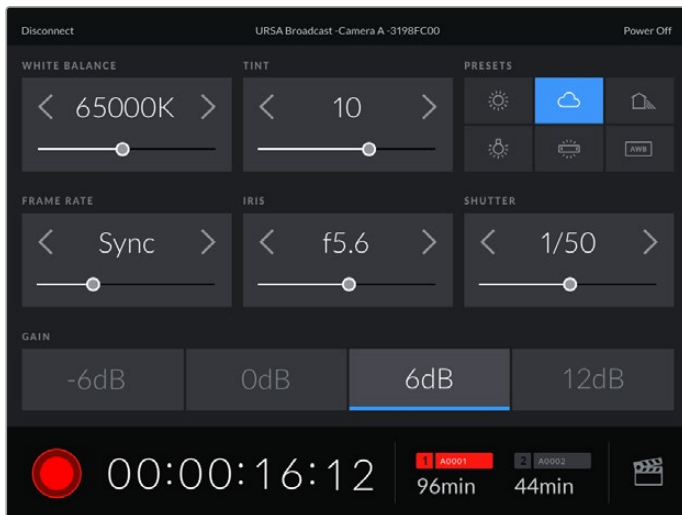 Disconnect URSA Broadcast -Camera A -3198FC00 Power Off
WHITE BALANCE TINT PRESETS
65000K 10
AWB
FRAME RATE IRIS SHUTTER
Sync f5.6 1/50
GAIN
-6dB 0dB 6dB 12dB
00:00:16:12 1 A0001 2 A0002
96min 44min